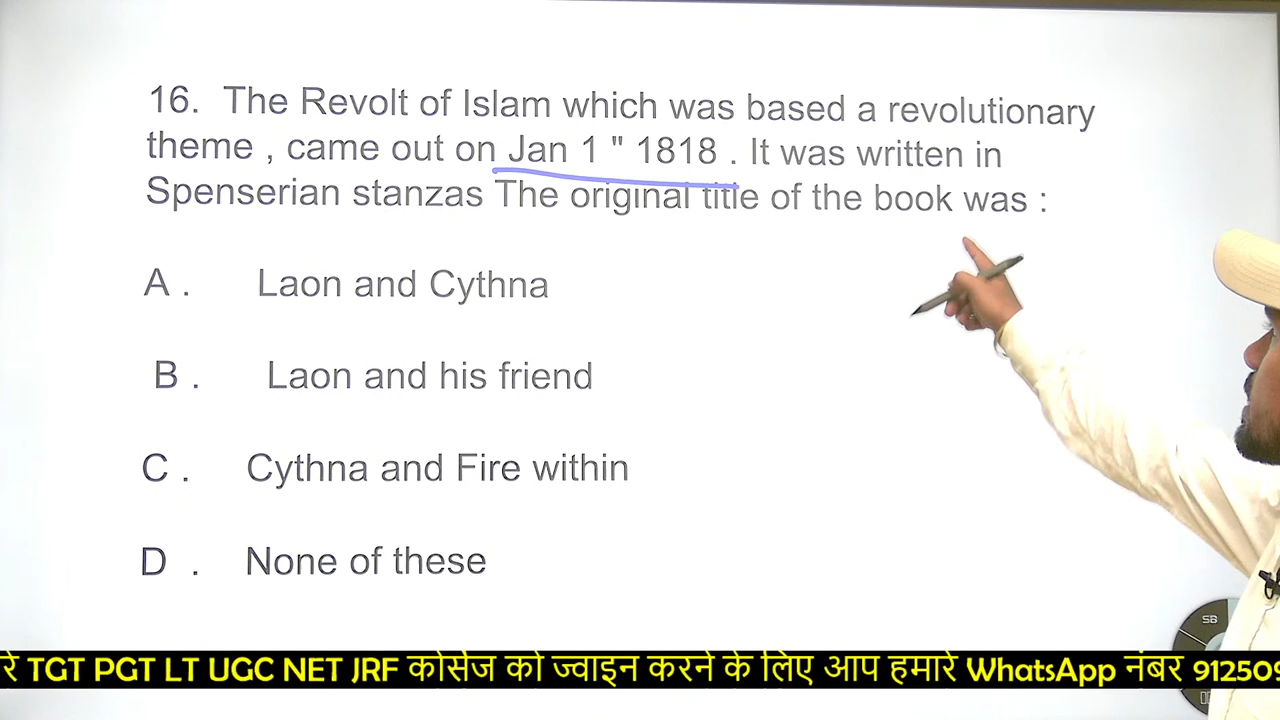 16. The Revolt of Islam which was based a revolutionary
theme , came out on Jan 1 " 1818 . It was written in
Spenserian stanzas The original title of the book was :
A . Laon and Cythna
B . Laon and his friend
C . Cythna and Fire within
D . None of these
SB
रे TGT PGT LT UGC NET JRF कोर्सेज को ज्वाइन करने के लिए आप हमारे WhatsApp नंबर 912509